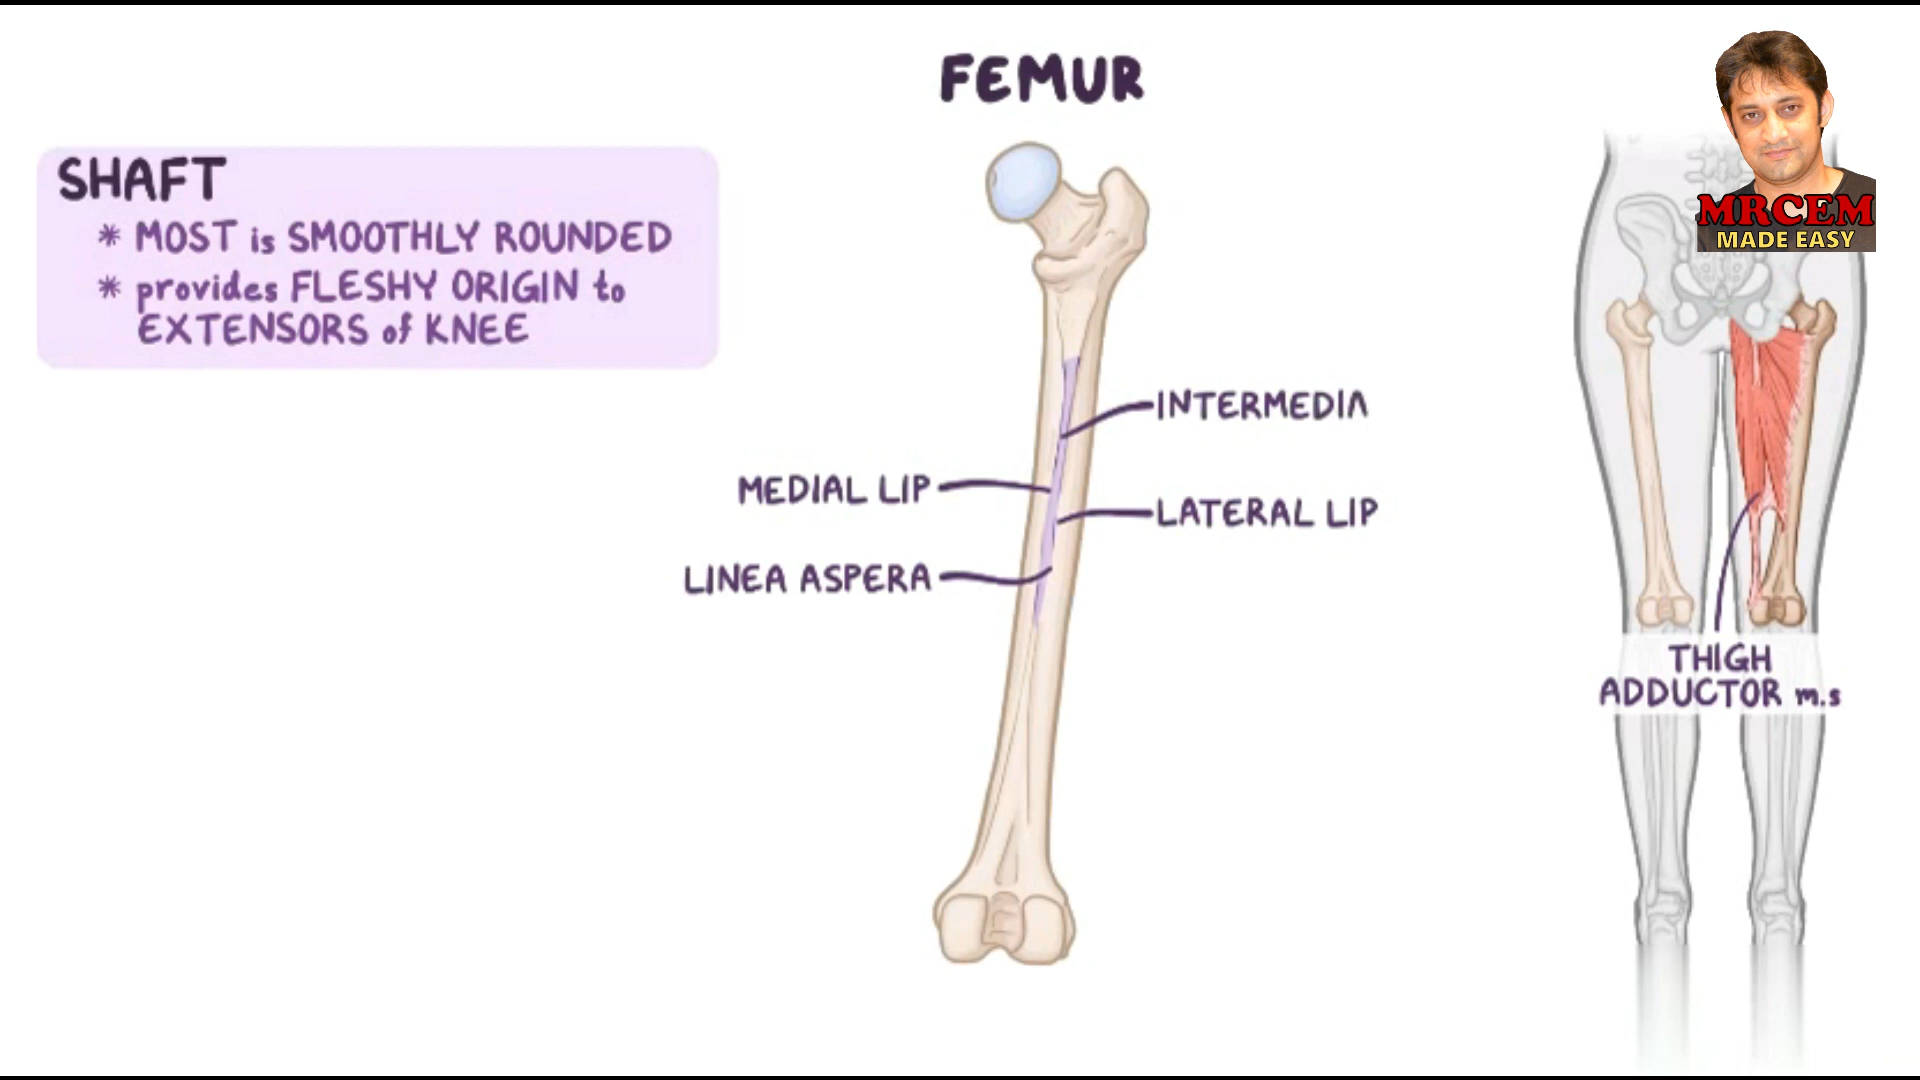 FEMUR
SHAFT
* MOST is SMOOTHLY ROUNDED
* provides FLESHY ORIGIN to
EXTENSORS of KNEE
MRCEM
MADE EASY
INTERMEDIA
MEDIAL LIP
LATERAL LIP
LINEA ASPERA
THIGH
ADDUCTOR m.s